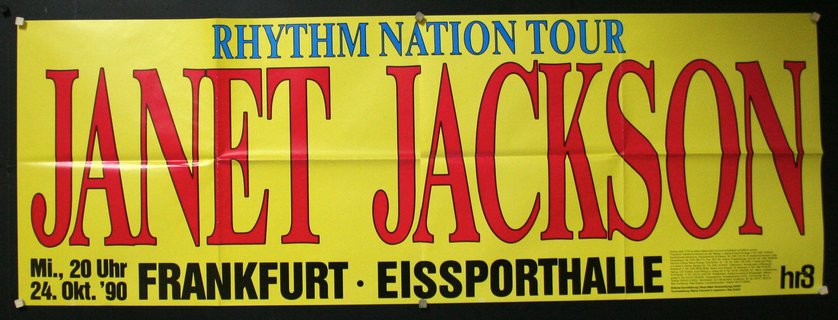 RHYTHM NATION TOUR
JANET JACKSON
Mi., 20 Uhr
24. Okt. '90
FRANKFURT · EISSPORTHALLE
hr3